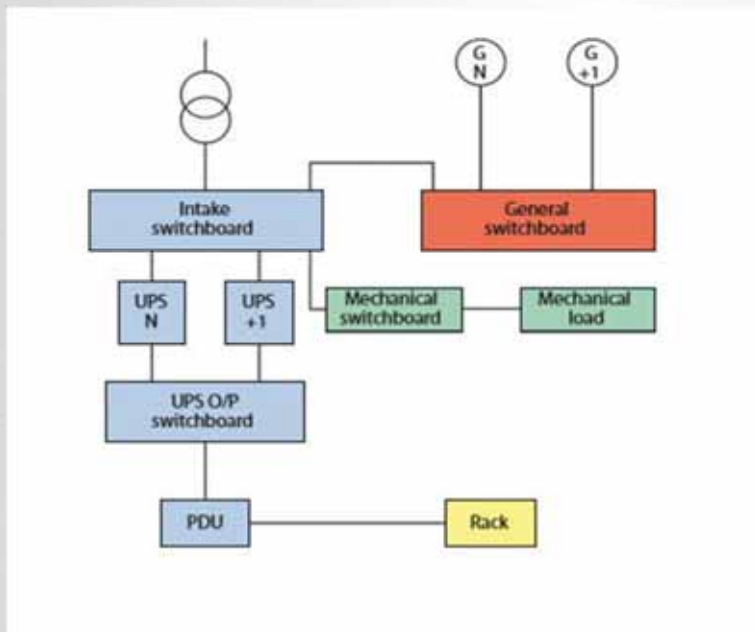 G
N
G
+1
Intake
switchboard
General
switchboard
UPS
N
UPS
+1
Mechanical
switchboard
Mechanical
load
UPS O/P
switchboard
PDU
Rack